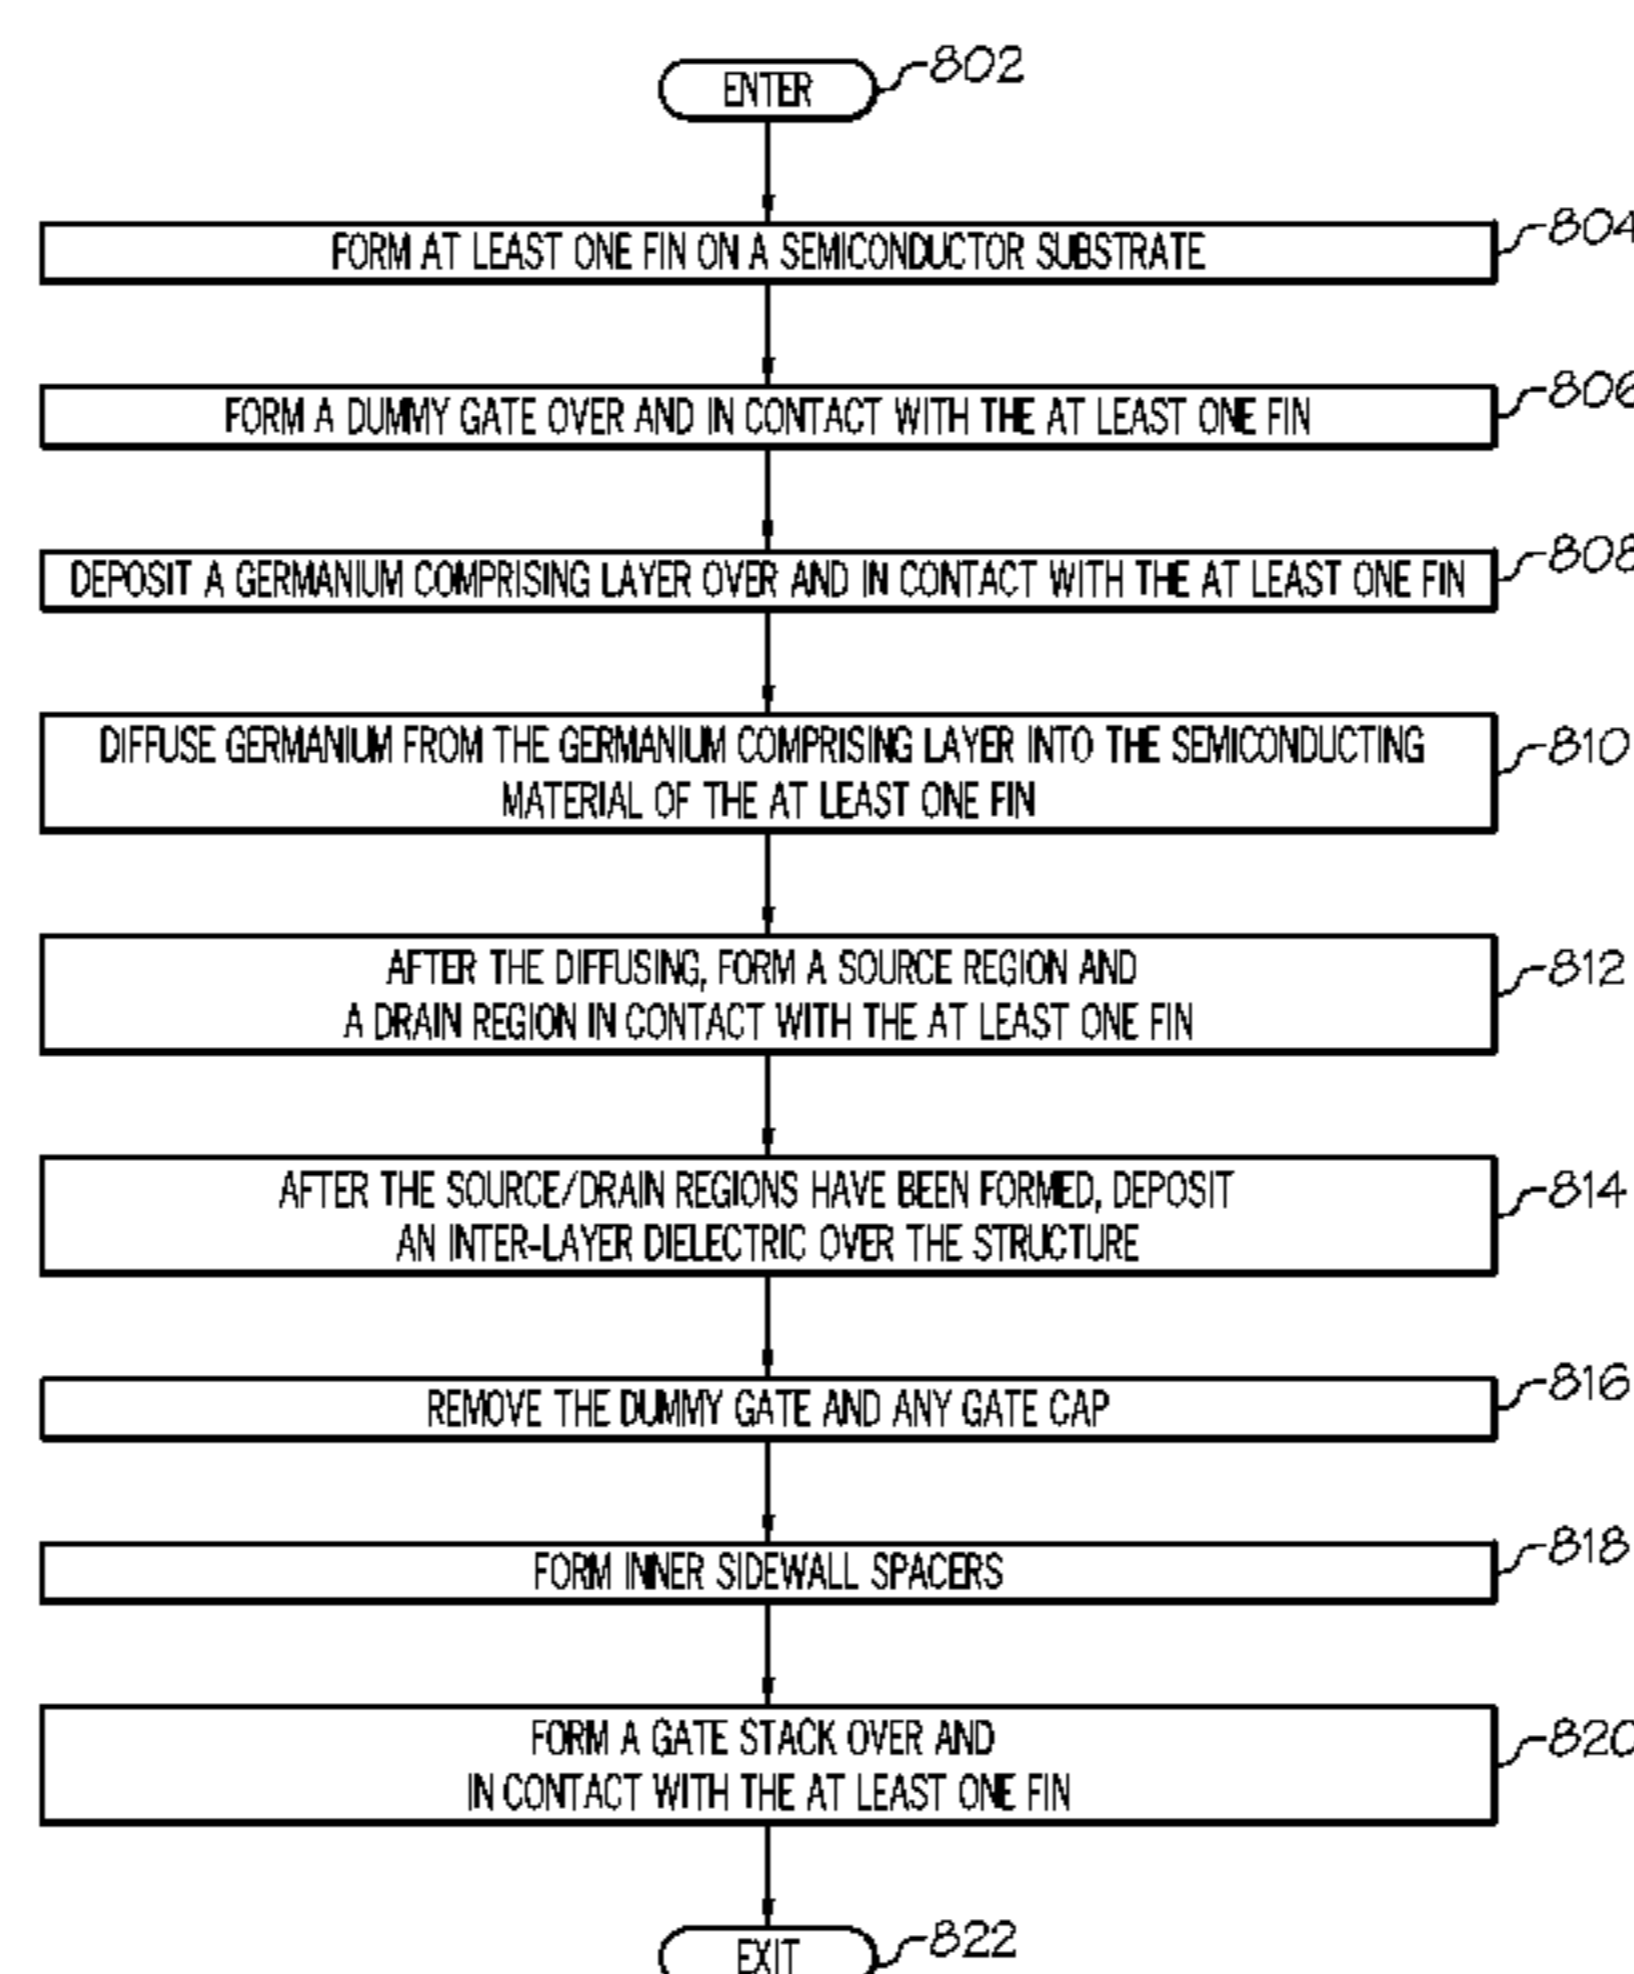 ENTER 802
FORM AT LEAST ONE FIN ON A SEMICONDUCTOR SUBSTRATE 804
FORM A DUMMY GATE OVER AND IN CONTACT WITH THE AT LEAST ONE FIN 806
DEPOSIT A GERMANIUM COMPRISING LAYER OVER AND IN CONTACT WITH THE AT LEAST ONE FIN 808
DIFFUSE GERMANIUM FROM THE GERMANIUM COMPRISING LAYER INTO THE SEMICONDUCTING 810
MATERIAL OF THE AT LEAST ONE FIN
AFTER THE DIFFUSING, FORM A SOURCE REGION AND 812
A DRAIN REGION IN CONTACT WITH THE AT LEAST ONE FIN
AFTER THE SOURCE/DRAIN REGIONS HAVE BEEN FORMED, DEPOSIT 814
AN INTER-LAYER DIELECTRIC OVER THE STRUCTURE
REMOVE THE DUMMY GATE AND ANY GATE CAP 816
FORM INNER SIDEWALL SPACERS 818
FORM A GATE STACK OVER AND 820
IN CONTACT WITH THE AT LEAST ONE FIN
EXIT 822